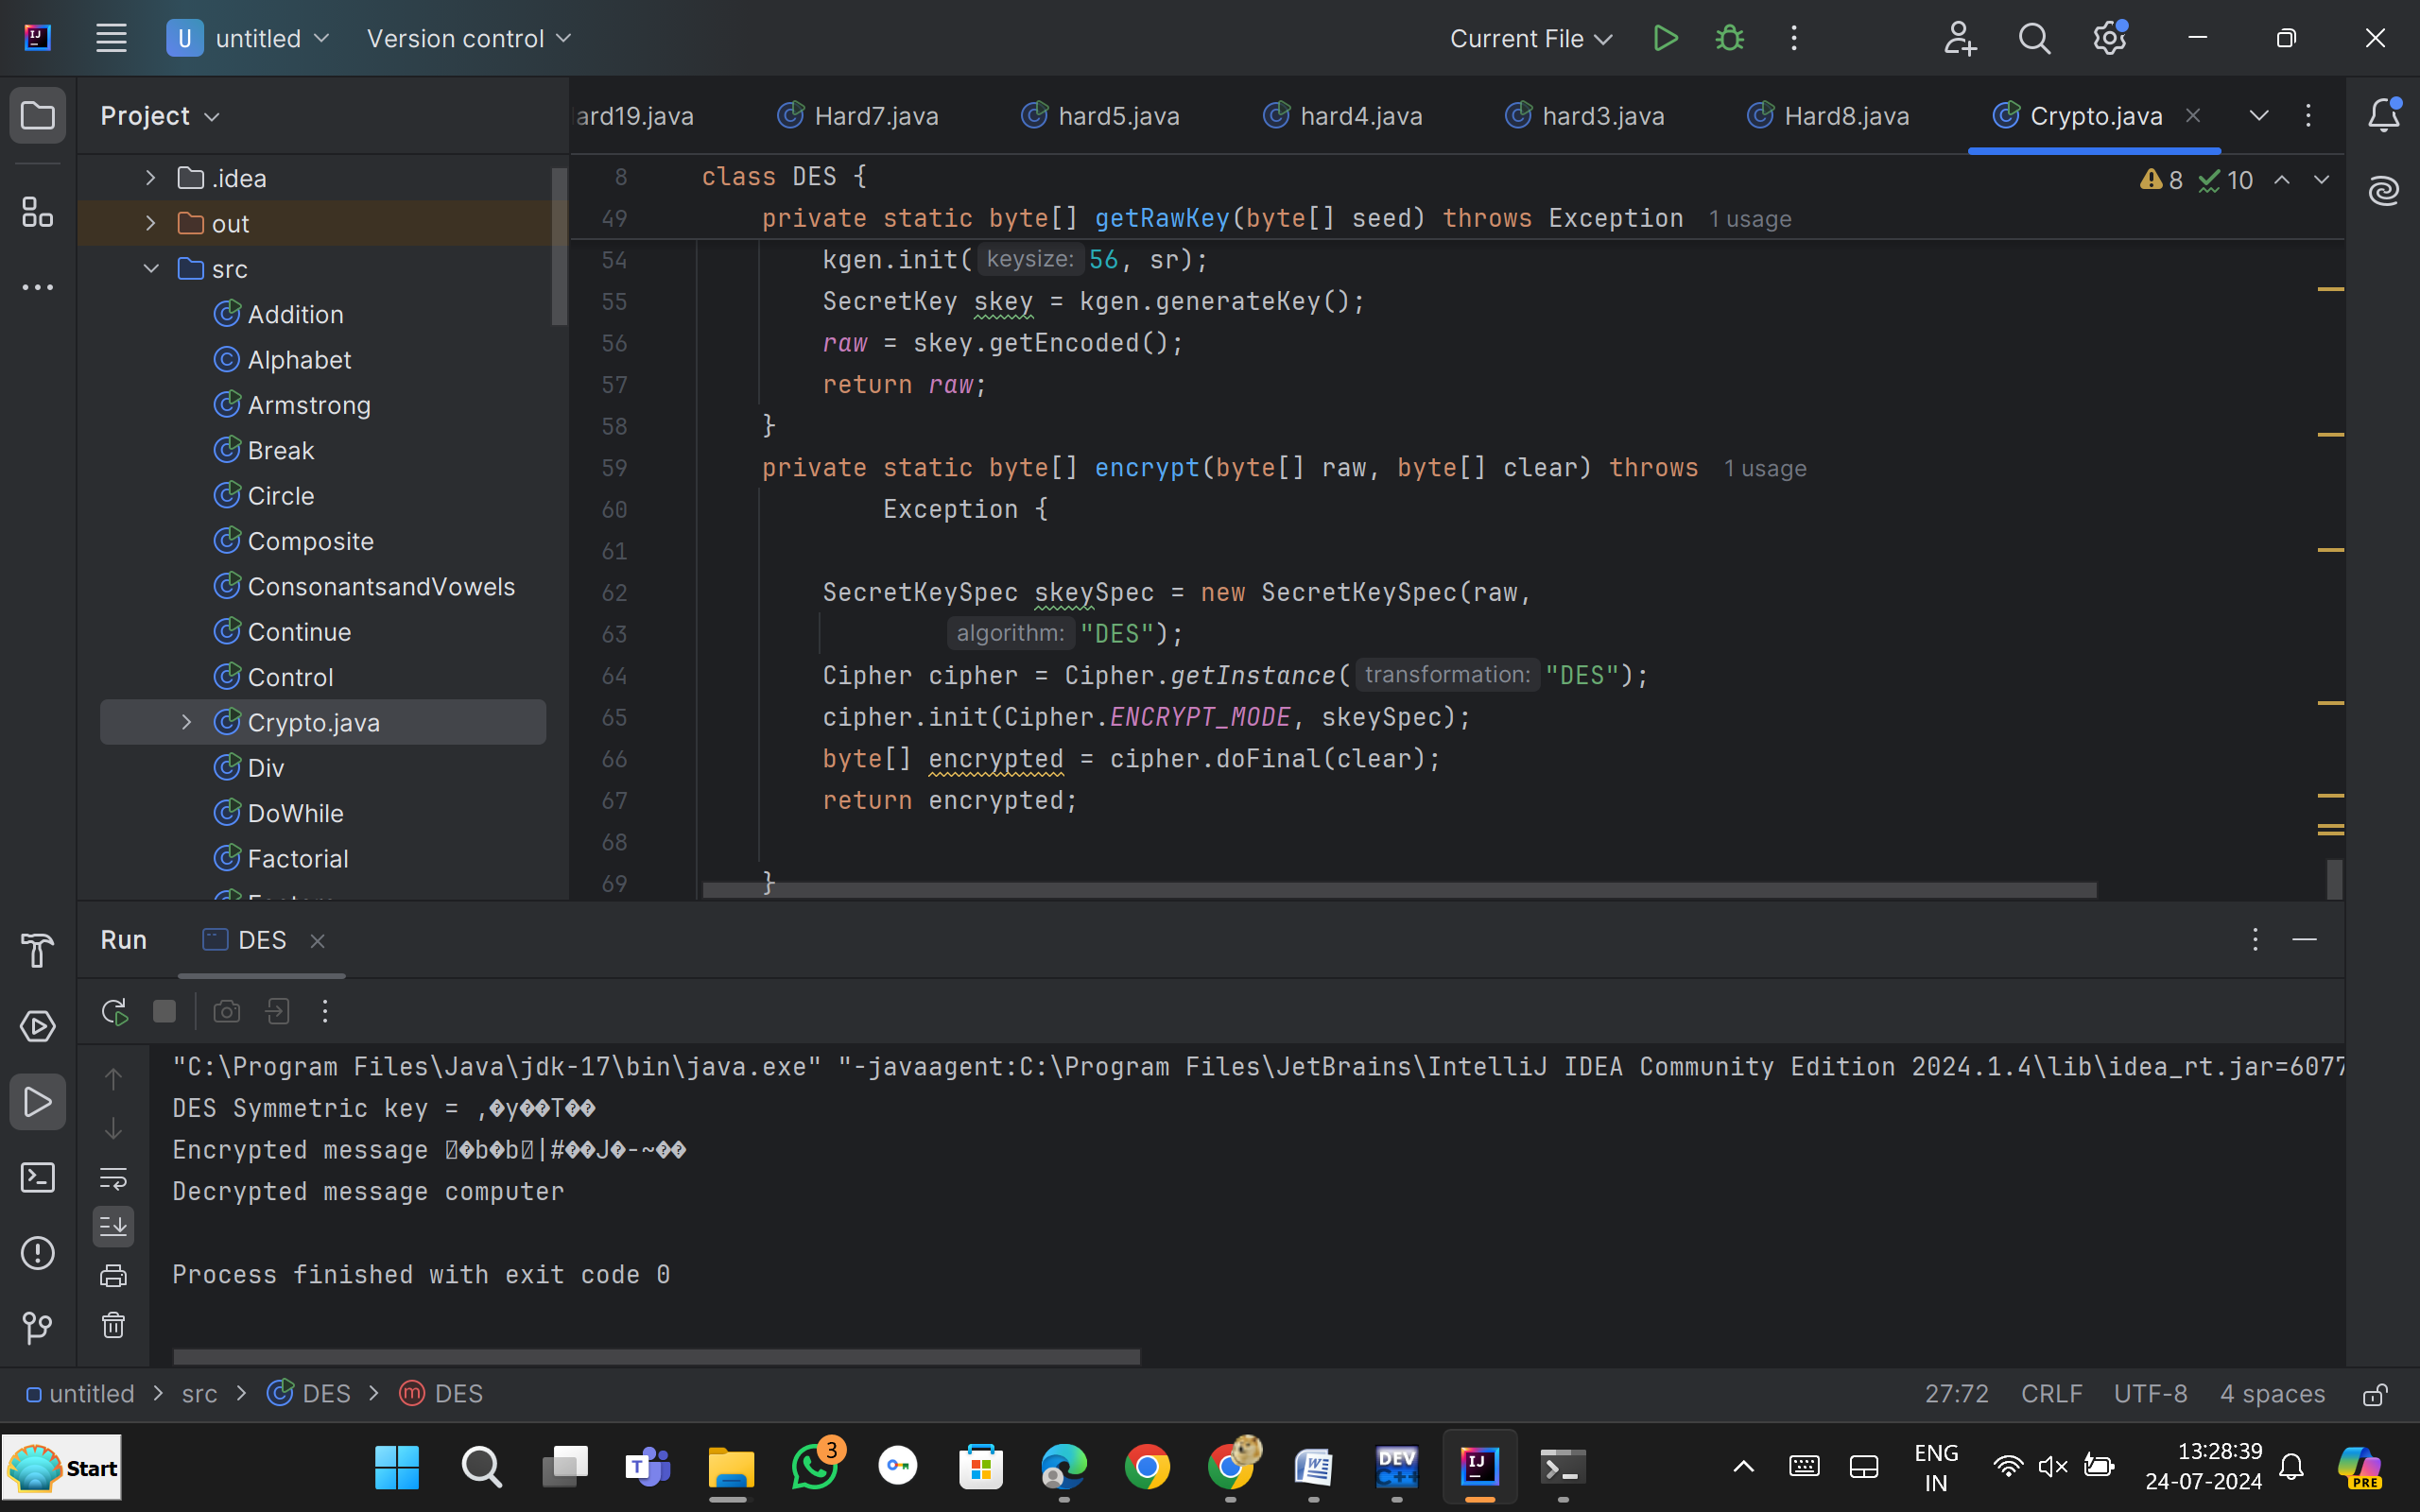 U untitled Version control Current File
Project
ard19.java Hard7.java hard5.java hard4.java hard3.java Hard8.java Crypto.java
.idea
out
src
Addition
Alphabet
Armstrong
Break
Circle
Composite
ConsonantsandVowels
Continue
Control
Crypto.java
Div
DoWhile
Factorial
8 class DES {
8 10
49 private static byte[] getRawKey(byte[] seed) throws Exception 1 usage
54 kgen.init( keysize: 56, sr);
55 SecretKey skey = kgen.generateKey();
56 raw = skey.getEncoded();
57 return raw;
58 }
59 private static byte[] encrypt(byte[] raw, byte[] clear) throws 1 usage
60 Exception {
61
62 SecretKeySpec skeySpec = new SecretKeySpec(raw,
63 algorithm: "DES");
64 Cipher cipher = Cipher.getInstance( transformation: "DES");
65 cipher.init(Cipher.ENCRYPT_MODE, skeySpec);
66 byte[] encrypted = cipher.doFinal(clear);
67 return encrypted;
68
69 }
Run DES
"C:\Program Files\Java\jdk-17\bin\java.exe" "-javaagent:C:\Program Files\JetBrains\IntelliJ IDEA Community Edition 2024.1.4\lib\idea_rt.jar=6077
DES Symmetric key = ,�y��T��
Encrypted message �b�b|#��J�-~��
Decrypted message computer
Process finished with exit code 0
untitled > src > DES > m DES
27:72 CRLF UTF-8 4 spaces
Start
3
DEV C++
IJ
ENG
IN
13:28:39
24-07-2024
PRE